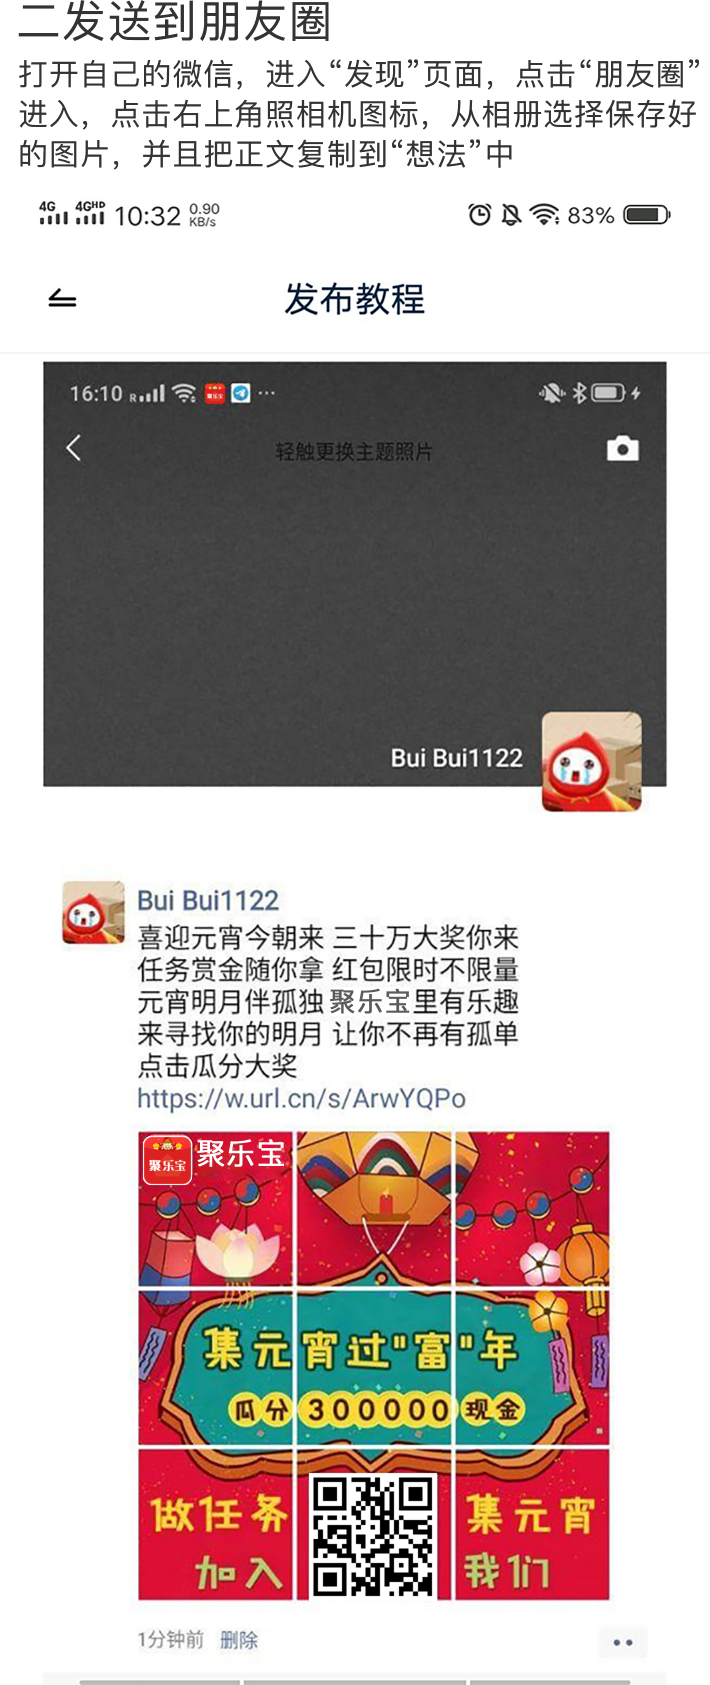 二发送到朋友圈
打开自己的微信，进入“发现”页面，点击“朋友圈”
进入，点击右上角照相机图标，从相册选择保存好
的图片，并且把正文复制到“想法”中
4G 4GHD 10:32 0.90 KB/s 83%
发布教程
16:10 R 聚乐宝 ···
轻触更换主题照片
Bui Bui1122
Bui Bui1122
喜迎元宵今朝来 三十万大奖你来
任务赏金随你拿 红包限时不限量
元宵明月伴孤独 聚乐宝里有乐趣
来寻找你的明月 让你不再有孤单
点击瓜分大奖
https://w.url.cn/s/ArwYQPo
聚乐宝 聚乐宝
集元宵过"富"年
瓜分300000现金
做任务 集元宵
加入 我们
1分钟前 删除